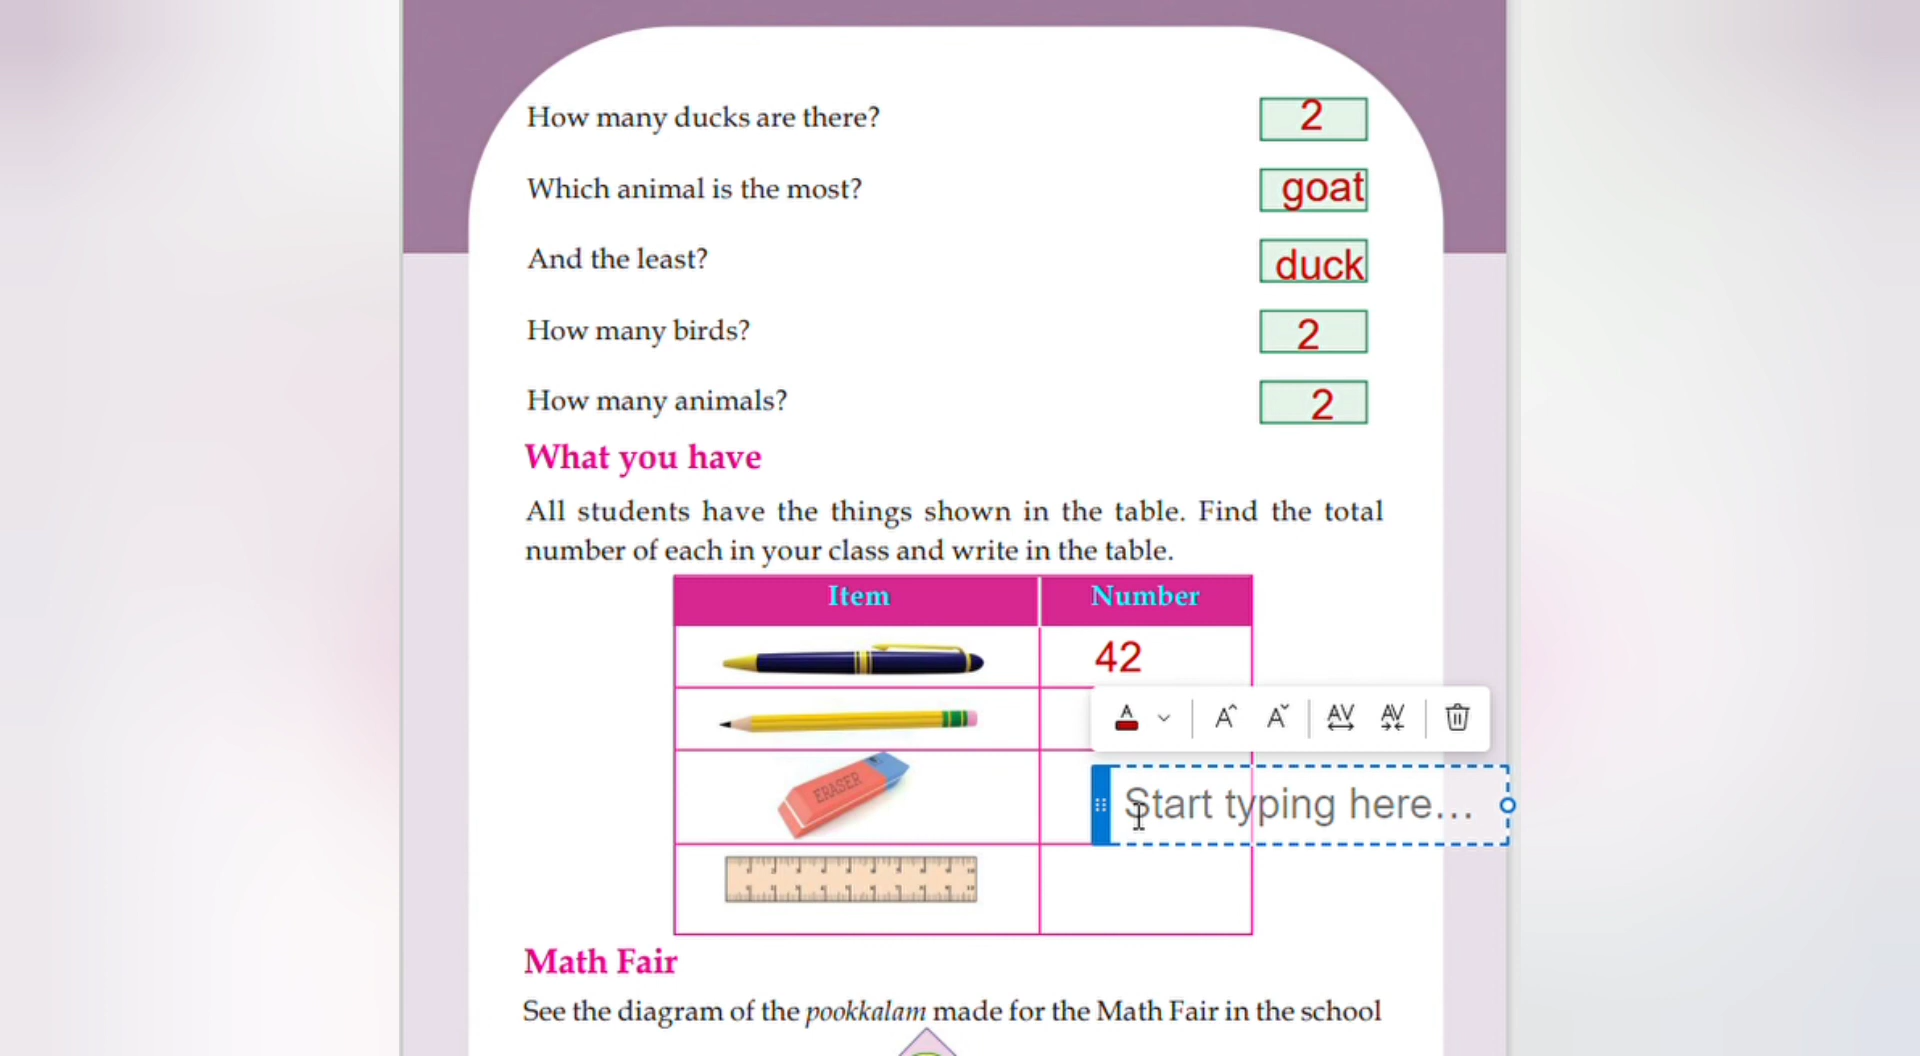 How many ducks are there? 2
Which animal is the most? goat
And the least? duck
How many birds? 2
How many animals? 2
What you have
All students have the things shown in the table. Find the total
number of each in your class and write in the table.
Item Number
42
A A A AV AV
ERASER
Start typing here...
Math Fair
See the diagram of the pookkalam made for the Math Fair in the school